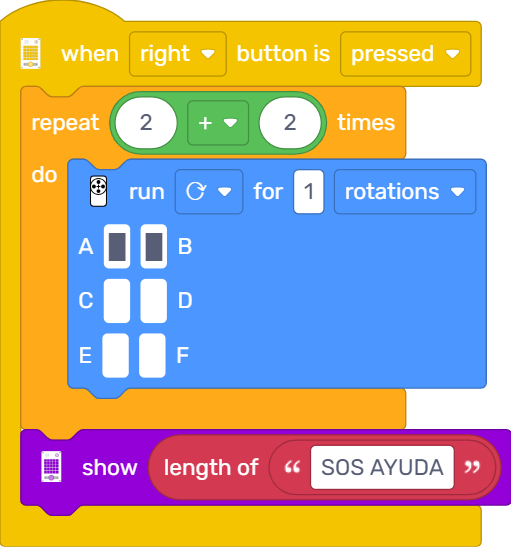 when right button is pressed
repeat 2 + 2 times
do
run for 1 rotations
A B
C D
E F
show length of “ SOS AYUDA ”